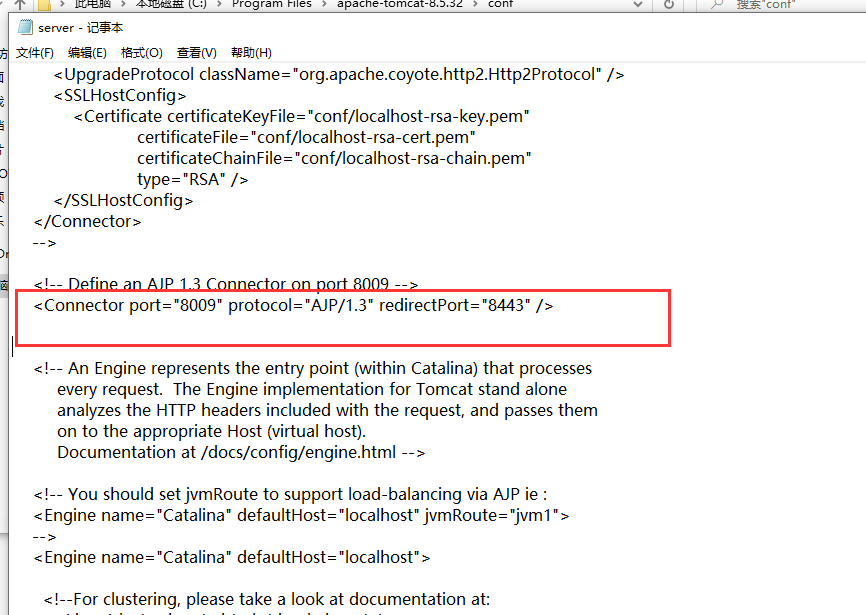 此电脑 > 本地磁盘 (C:) > Program Files > apache-tomcat-8.5.32 > conf
搜索"conf"
server - 记事本
文件(F) 编辑(E) 格式(O) 查看(V) 帮助(H)
<UpgradeProtocol className="org.apache.coyote.http2.Http2Protocol" />
<SSLHostConfig>
<Certificate certificateKeyFile="conf/localhost-rsa-key.pem"
certificateFile="conf/localhost-rsa-cert.pem"
certificateChainFile="conf/localhost-rsa-chain.pem"
type="RSA" />
</SSLHostConfig>
</Connector>
-->
<!-- Define an AJP 1.3 Connector on port 8009 -->
<Connector port="8009" protocol="AJP/1.3" redirectPort="8443" />
<!-- An Engine represents the entry point (within Catalina) that processes
every request.  The Engine implementation for Tomcat stand alone
analyzes the HTTP headers included with the request, and passes them
on to the appropriate Host (virtual host).
Documentation at /docs/config/engine.html -->
<!-- You should set jvmRoute to support load-balancing via AJP ie :
<Engine name="Catalina" defaultHost="localhost" jvmRoute="jvm1">
-->
<Engine name="Catalina" defaultHost="localhost">
<!--For clustering, please take a look at documentation at: